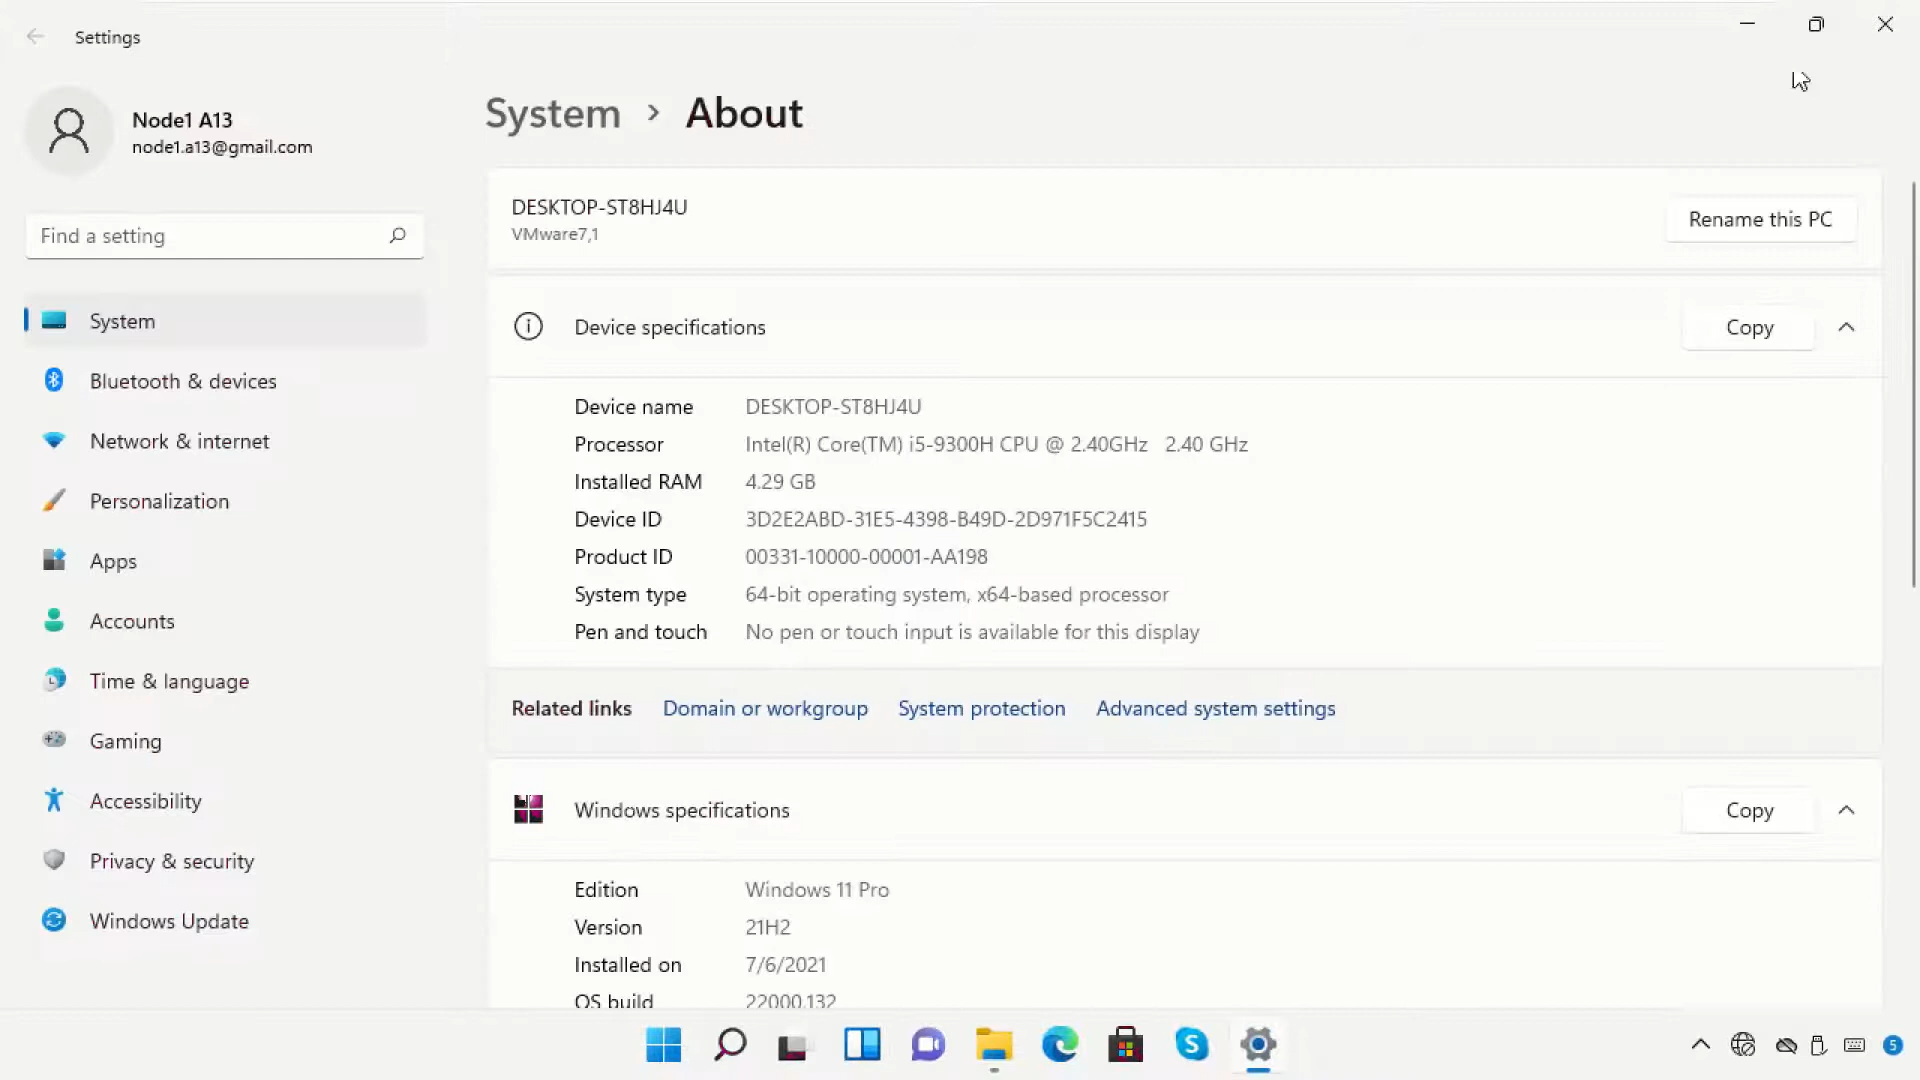 Settings
Node1 A13
node1.a13@gmail.com
Find a setting
System
Bluetooth & devices
Network & internet
Personalization
Apps
Accounts
Time & language
Gaming
Accessibility
Privacy & security
Windows Update
System > About
DESKTOP-ST8HJ4U
VMware7,1
Rename this PC
Device specifications
Copy
Device name DESKTOP-ST8HJ4U
Processor Intel(R) Core(TM) i5-9300H CPU @ 2.40GHz 2.40 GHz
Installed RAM 4.29 GB
Device ID 3D2E2ABD-31E5-4398-B49D-2D971F5C2415
Product ID 00331-10000-00001-AA198
System type 64-bit operating system, x64-based processor
Pen and touch No pen or touch input is available for this display
Related links Domain or workgroup System protection Advanced system settings
Windows specifications
Copy
Edition Windows 11 Pro
Version 21H2
Installed on 7/6/2021
OS build 22000.132
S
5